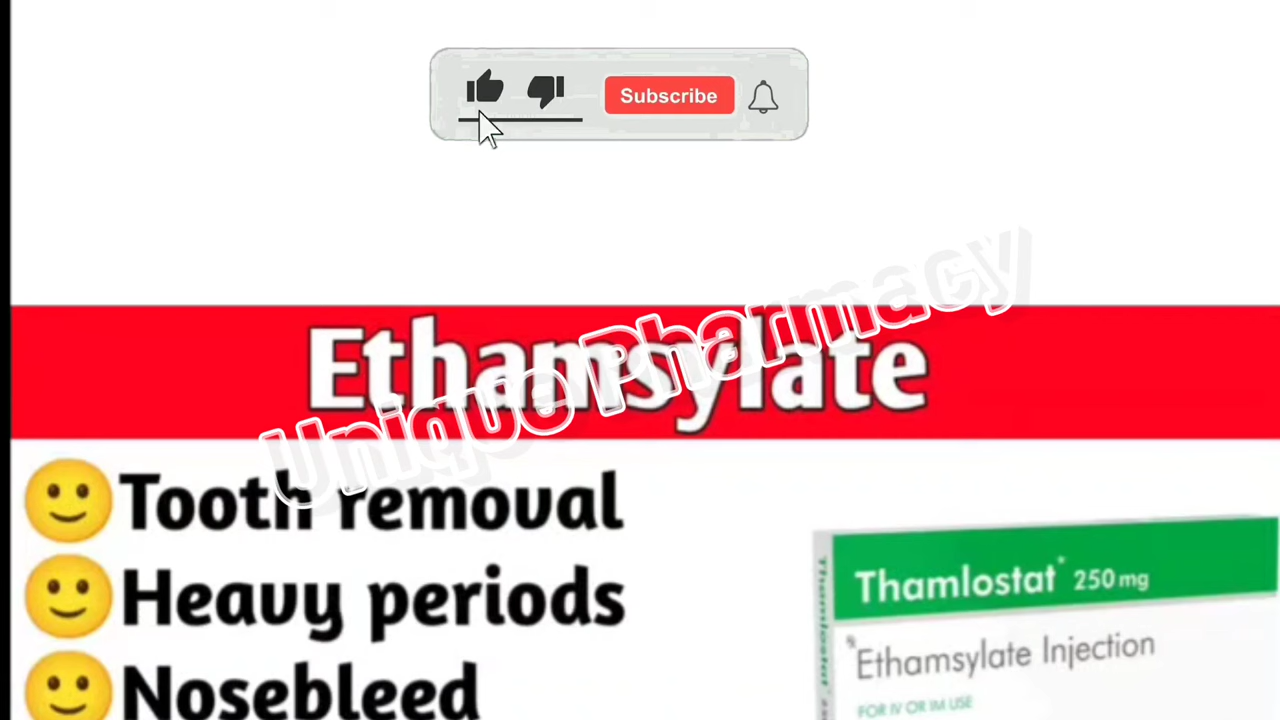 Subscribe
Ethamsylate
Unique Pharmacy
Tooth removal
Heavy periods
Nosebleed
Thamlostat 250 mg
Ethamsylate Injection
FOR IV OR IM USE
Thamlostat